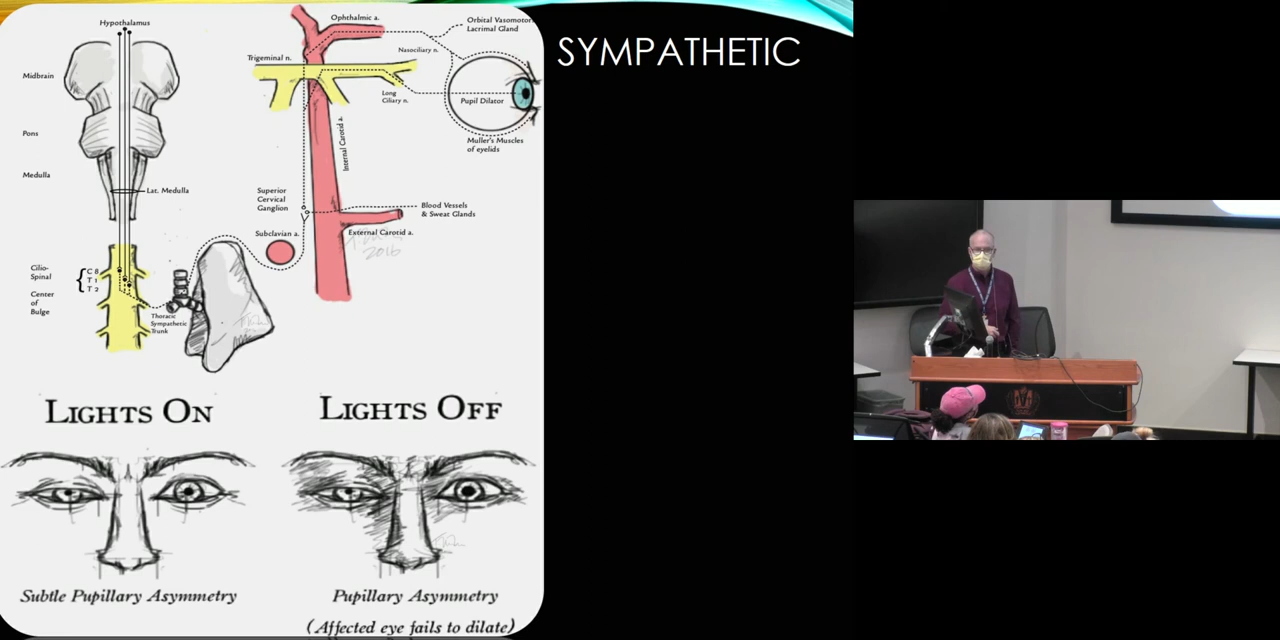 SYMPATHETIC
Hypothalamus
Midbrain
Pons
Medulla
Lat. Medulla
Cilio-
Spinal
Center
of
Bulge
C 8
T 1
T 2
Thoracic
Sympathetic
Trunk
Ophthalmic a.
Orbital Vasomotor
Lacrimal Gland
Nasociliary n.
Trigeminal n.
Long
Ciliary n.
Pupil Dilator
Muller's Muscles
of eyelids
Internal Carotid a.
Superior
Cervical
Ganglion
Blood Vessels
& Sweat Glands
Subclavian a.
External Carotid a.
2016
LIGHTS ON
LIGHTS OFF
Subtle Pupillary Asymmetry
Pupillary Asymmetry
(Affected eye fails to dilate)